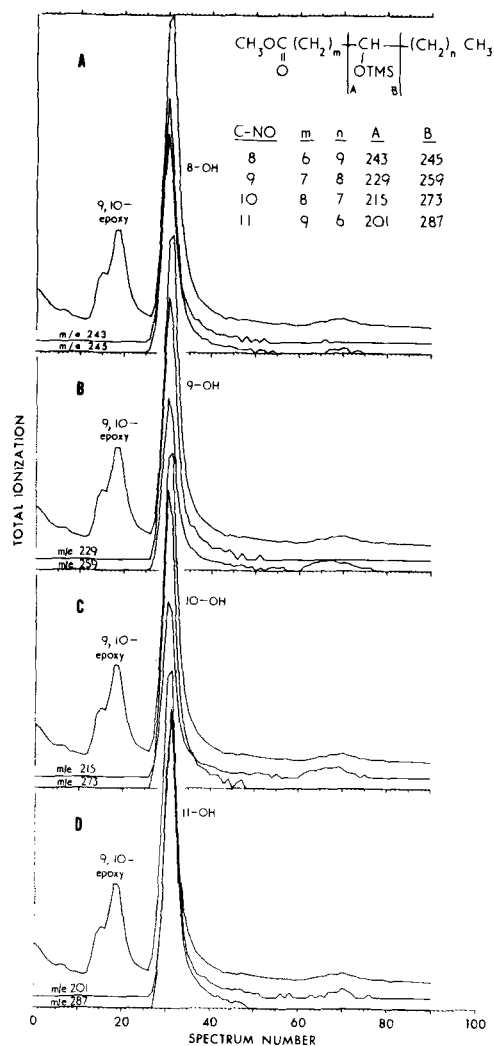 A
CH₃OC(CH₂)m—CH—(CH₂)n CH₃
O OTMS
A B
C-NO m n A B
8 6 9 243 245
9 7 8 229 259
10 8 7 215 273
11 9 6 201 287
8-OH
9,10-
epoxy
m/e 243
m/e 245
B
9-OH
9,10-
epoxy
m/e 229
m/e 259
C
10-OH
9,10-
epoxy
m/e 215
m/e 273
D
11-OH
9,10-
epoxy
m/e 201
m/e 287
TOTAL IONIZATION
0 20 40 60 80 100
SPECTRUM NUMBER